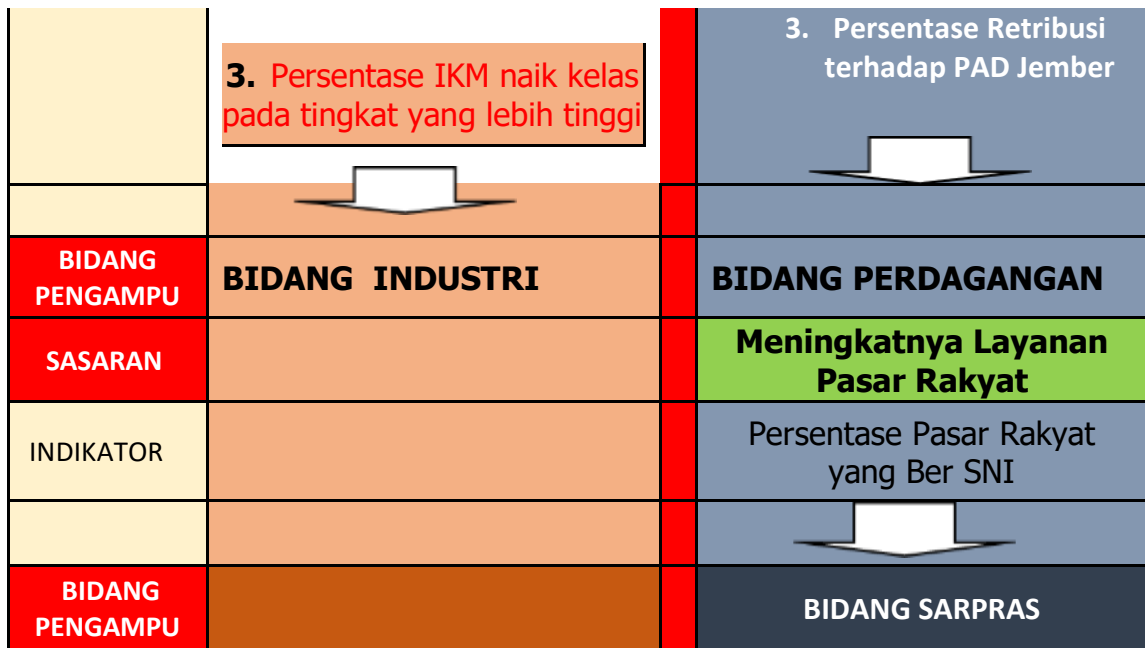 3. Persentase Retribusi
terhadap PAD Jember
3. Persentase IKM naik kelas
pada tingkat yang lebih tinggi
BIDANG
PENGAMPU
BIDANG INDUSTRI
BIDANG PERDAGANGAN
SASARAN
Meningkatnya Layanan
Pasar Rakyat
INDIKATOR
Persentase Pasar Rakyat
yang Ber SNI
BIDANG
PENGAMPU
BIDANG SARPRAS